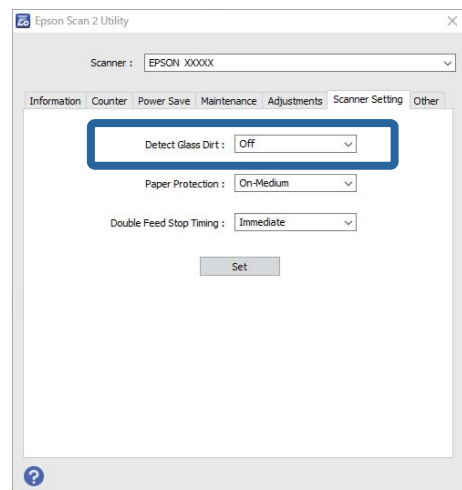 Epson Scan 2 Utility
Scanner : EPSON XXXXX
Information Counter Power Save Maintenance Adjustments Scanner Setting Other
Detect Glass Dirt : Off
Paper Protection : On-Medium
Double Feed Stop Timing : Immediate
Set
?